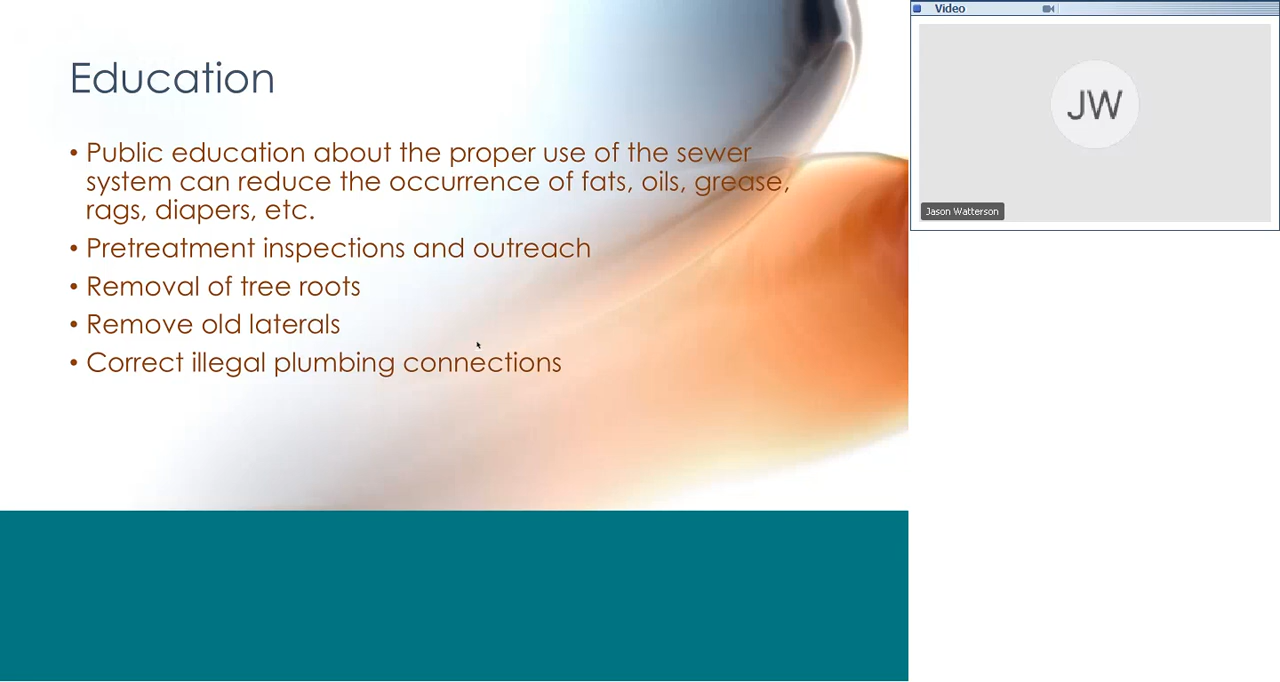 Education
• Public education about the proper use of the sewer
system can reduce the occurrence of fats, oils, grease,
rags, diapers, etc.
• Pretreatment inspections and outreach
• Removal of tree roots
• Remove old laterals
• Correct illegal plumbing connections
Video
JW
Jason Watterson